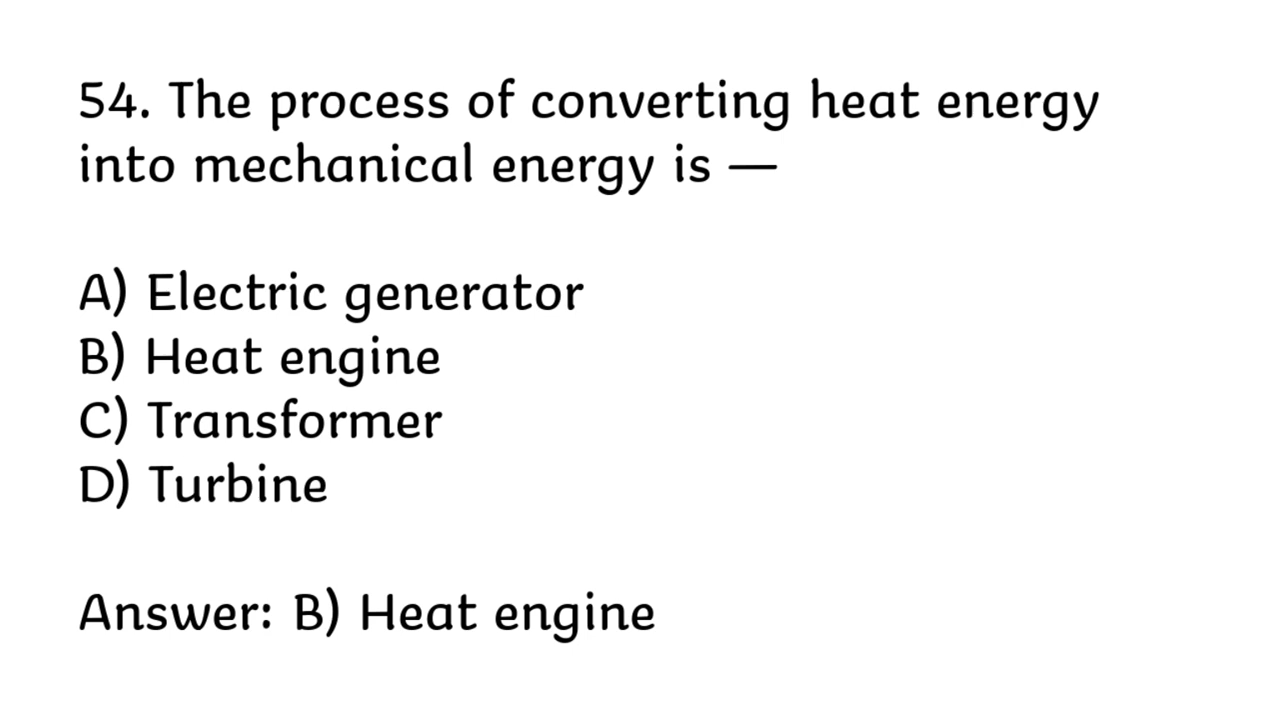 54. The process of converting heat energy
into mechanical energy is —
A) Electric generator
B) Heat engine
C) Transformer
D) Turbine
Answer: B) Heat engine